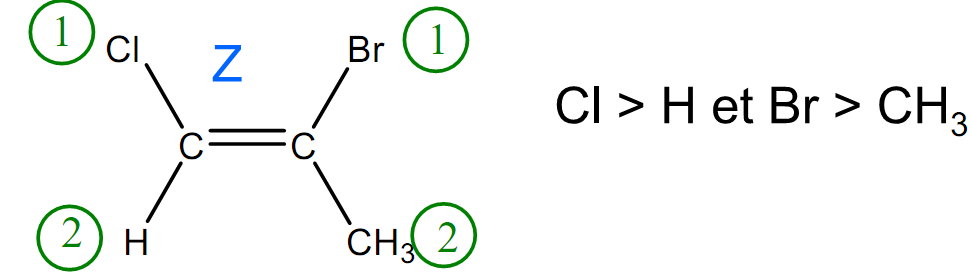 1 Cl Z Br 1
Cl > H et Br > CH₃
C C
2 H CH₃ 2